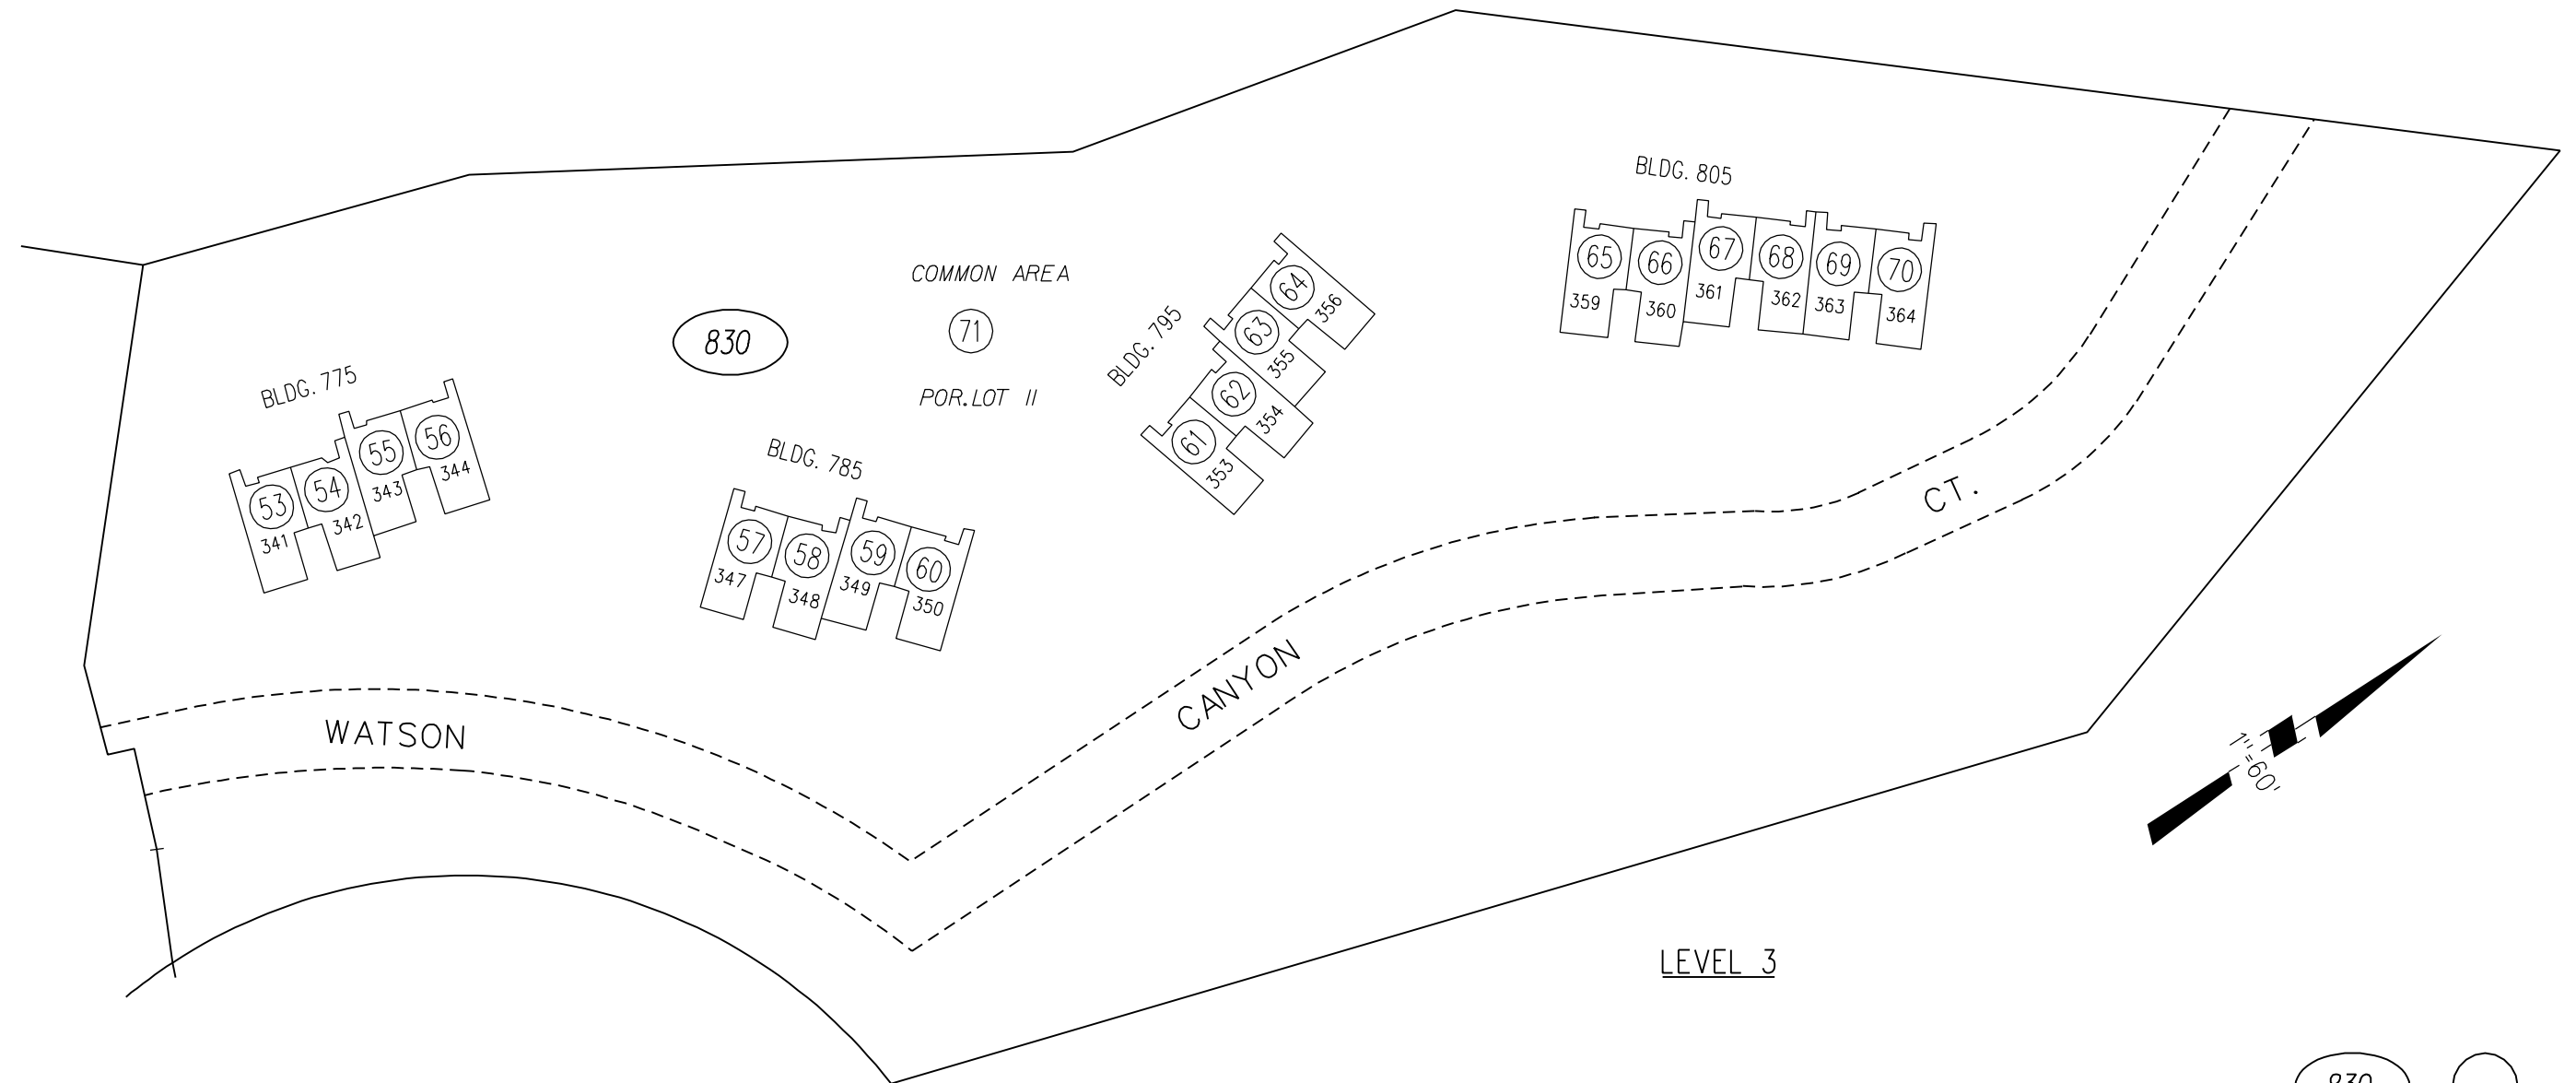 BLDG. 805
65 66 67 68 69 70
359 360 361 362 363 364
COMMON AREA
71
POR. LOT 11
830
BLDG. 795
64 356
63 355
62 354
61 353
BLDG. 775
53 54 55 56
341 342 343 344
BLDG. 785
57 58 59 60
347 348 349 350
WATSON CANYON CT.
1"=60'
LEVEL 3
830